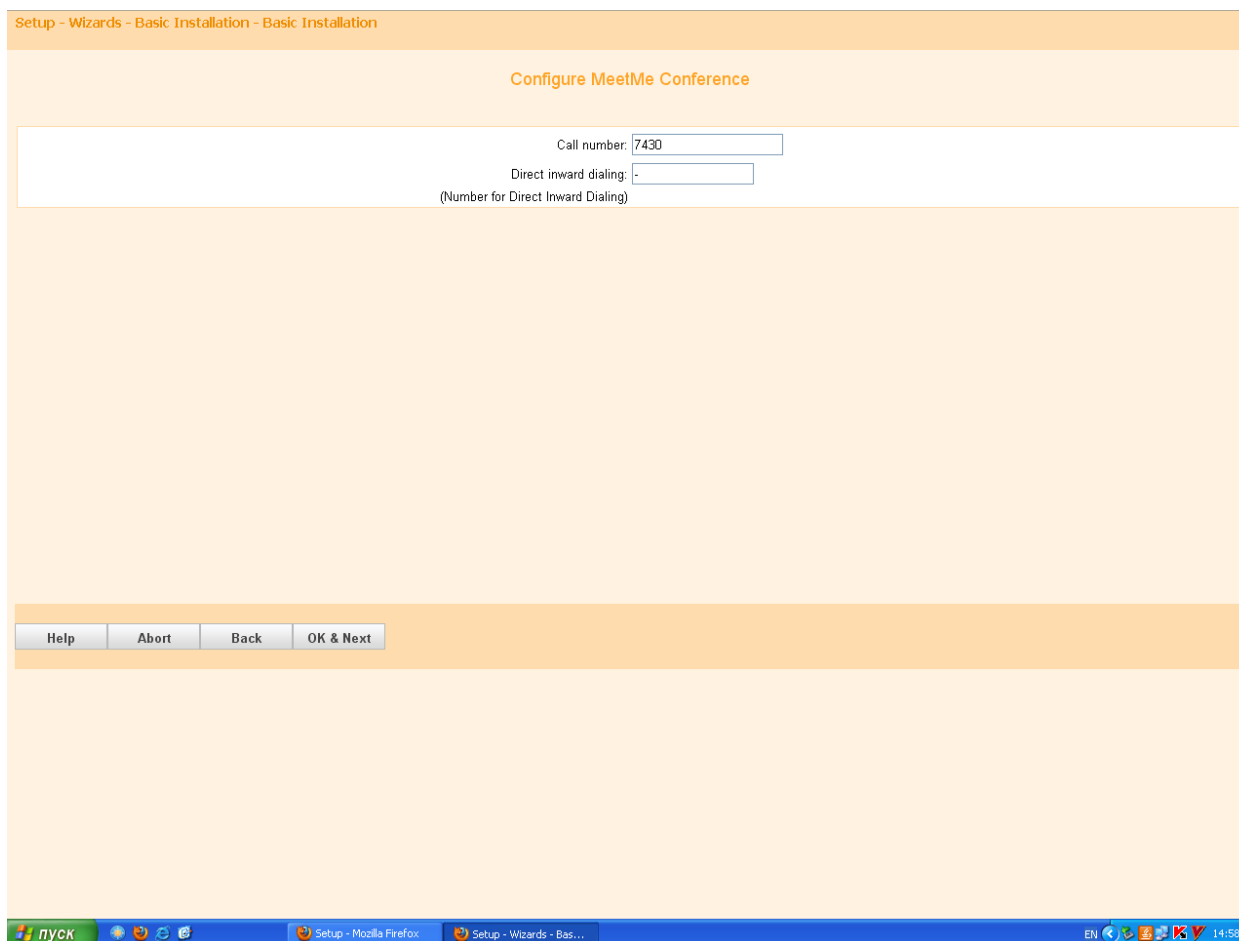 Setup - Wizards - Basic Installation - Basic Installation
Configure MeetMe Conference
Call number: 7430
Direct inward dialing: -
(Number for Direct Inward Dialing)
Help Abort Back OK & Next
пуск Setup - Mozilla Firefox Setup - Wizards - Bas... EN 14:58